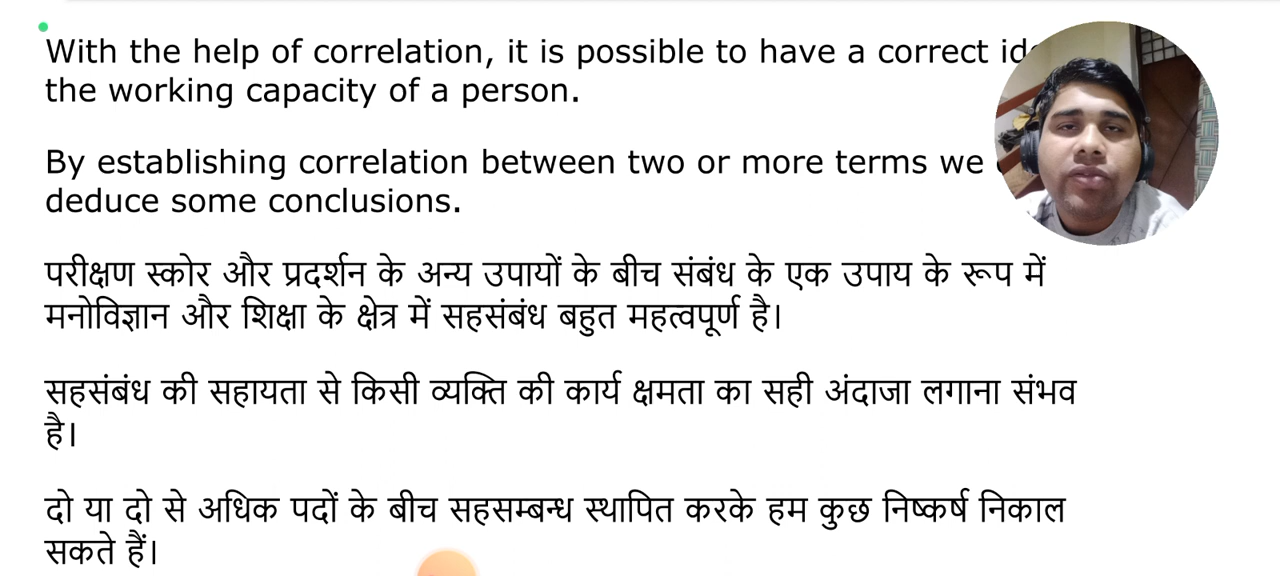 With the help of correlation, it is possible to have a correct
the working capacity of a person.
By establishing correlation between two or more terms we
deduce some conclusions.
परीक्षण स्कोर और प्रदर्शन के अन्य उपायों के बीच संबंध के एक उपाय के रूप में
मनोविज्ञान और शिक्षा के क्षेत्र में सहसंबंध बहुत महत्वपूर्ण है।
सहसंबंध की सहायता से किसी व्यक्ति की कार्य क्षमता का सही अंदाजा लगाना संभव
है।
दो या दो से अधिक पदों के बीच सहसम्बन्ध स्थापित करके हम कुछ निष्कर्ष निकाल
सकते हैं।